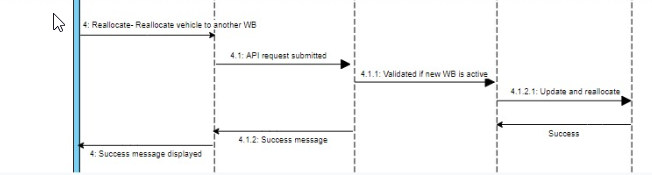 4: Reallocate- Reallocate vehicle to another WB
4.1: API request submitted
4.1.1: Validated if new WB is active
4.1.2.1: Update and reallocate
Success
4.1.2: Success message
4: Success message displayed